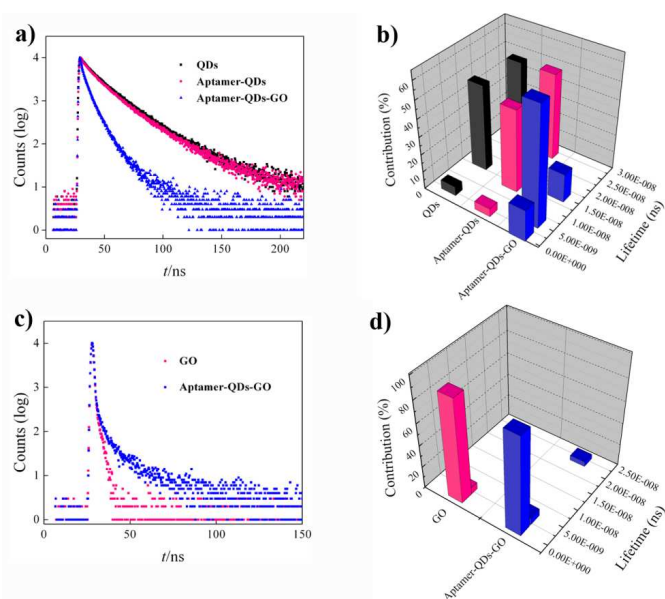 a)
QDs
Aptamer-QDs
Aptamer-QDs-GO
Counts (log)
4
3
2
1
0
0
50
100
150
200
t/ns
b)
Contribution (%)
60
50
40
30
20
10
0
QDs
Aptamer-QDs
Aptamer-QDs-GO
3.00E-008
2.50E-008
2.00E-008
1.50E-008
1.00E-008
5.00E-009
0.00E+000
Lifetime (ns)
c)
GO
Aptamer-QDs-GO
Counts (log)
4
3
2
1
0
0
50
100
150
t/ns
d)
Contribution (%)
100
80
60
40
20
0
GO
Aptamer-QDs-GO
2.50E-008
2.00E-008
1.50E-008
1.00E-008
5.00E-009
0.00E+000
Lifetime (ns)